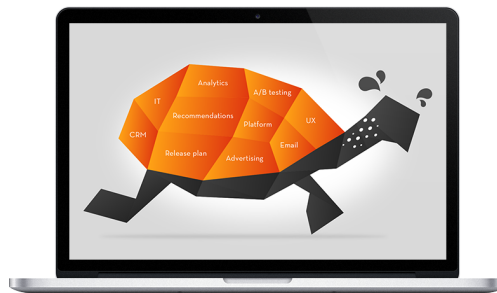 Analytics
IT
A/B testing
Recommendations
UX
Platform
CRM
Email
Release plan
Advertising